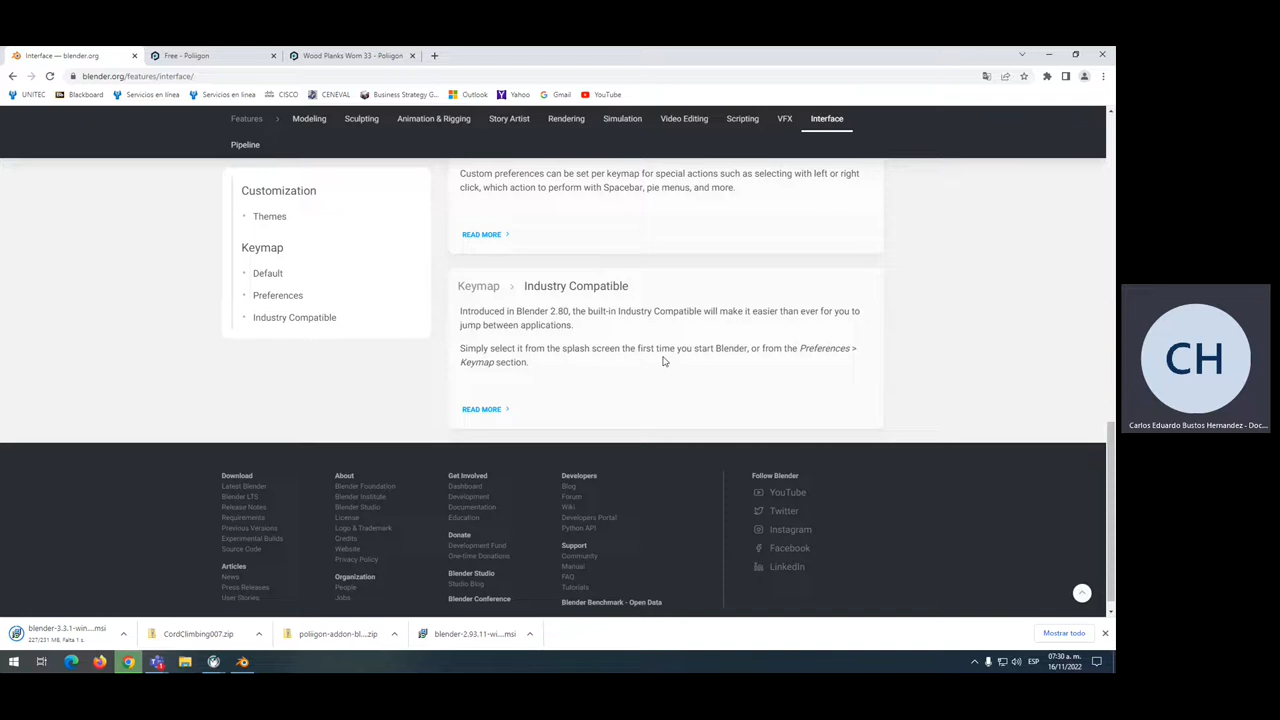 Interface — blender.org
Free - Poliigon
Wood Planks Worn 33 - Poliigon
blender.org/features/interface/
UNITEC
Blackboard
Servicios en línea
Servicios en línea
CISCO
CENEVAL
Business Strategy G...
Outlook
Yahoo
Gmail
YouTube
Features > Modeling Sculpting Animation & Rigging Story Artist Rendering Simulation Video Editing Scripting VFX Interface
Pipeline
Customization
Themes
Keymap
Default
Preferences
Industry Compatible
Custom preferences can be set per keymap for special actions such as selecting with left or right
click, which action to perform with Spacebar, pie menus, and more.
READ MORE >
Keymap > Industry Compatible
Introduced in Blender 2.80, the built-in Industry Compatible will make it easier than ever for you to
jump between applications.
Simply select it from the splash screen the first time you start Blender, or from the Preferences >
Keymap section.
READ MORE >
Download
Latest Blender
Blender LTS
Release Notes
Requirements
Previous Versions
Experimental Builds
Source Code
Articles
News
Press Releases
User Stories
About
Blender Foundation
Blender Institute
Blender Studio
License
Logo & Trademark
Credits
Website
Privacy Policy
Organization
People
Jobs
Get Involved
Dashboard
Development
Documentation
Education
Donate
Development Fund
One-time Donations
Blender Studio
Studio Blog
Blender Conference
Developers
Blog
Forum
Wiki
Developers Portal
Python API
Support
Community
Manual
FAQ
Tutorials
Blender Benchmark - Open Data
Follow Blender
YouTube
Twitter
Instagram
Facebook
LinkedIn
CH
Carlos Eduardo Bustos Hernandez - Doc...
blender-3.3.1-win....msi
227/231 MB, Falta 1 s.
CordClimbing007.zip
poliigon-addon-bl....zip
blender-2.93.11-wi....msi
Mostrar todo
ESP
07:30 a. m.
16/11/2022